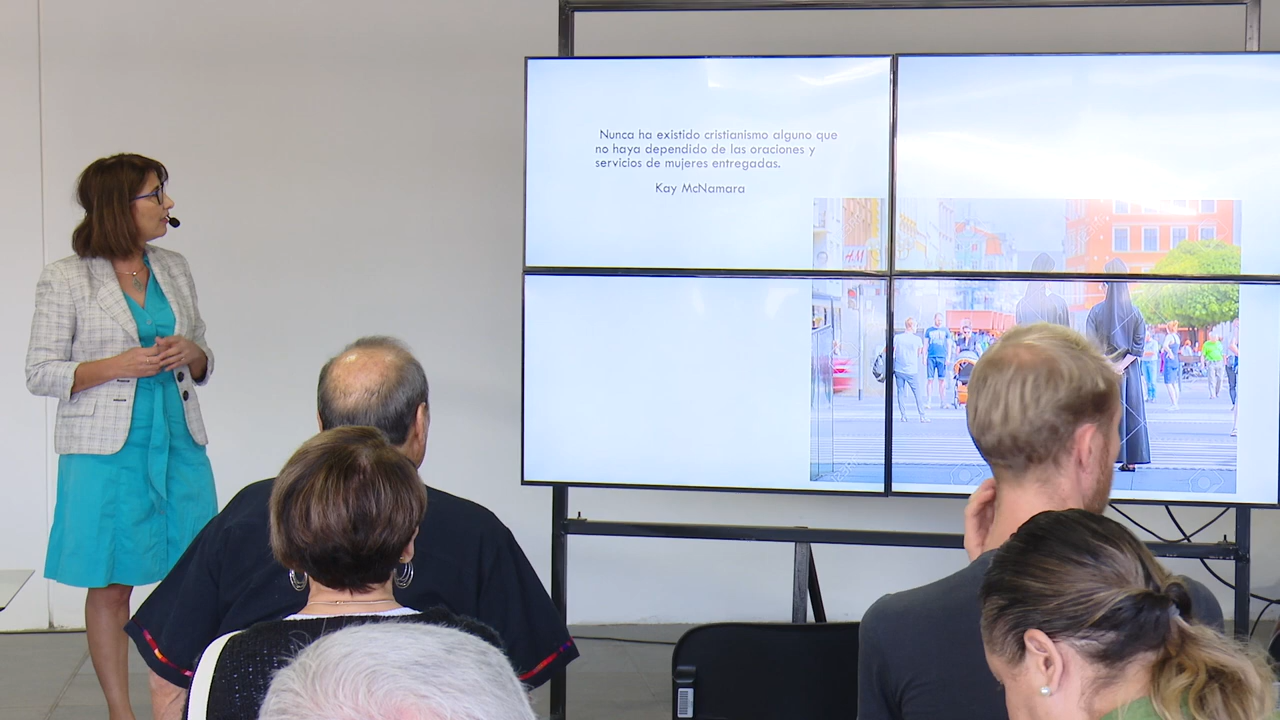 Nunca ha existido cristianismo alguno que
no haya dependido de las oraciones y
servicios de mujeres entregadas.
Kay McNamara
H&M